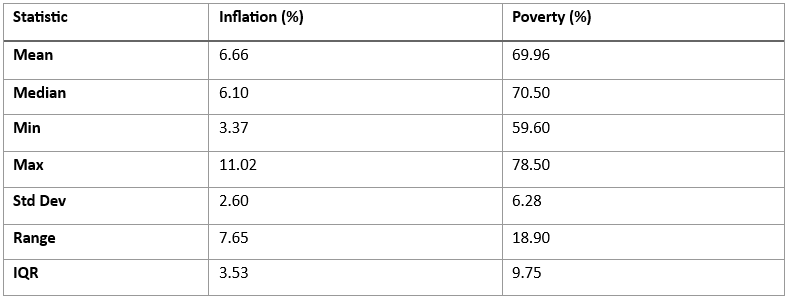 Statistic Inflation (%) Poverty (%)
Mean 6.66 69.96
Median 6.10 70.50
Min 3.37 59.60
Max 11.02 78.50
Std Dev 2.60 6.28
Range 7.65 18.90
IQR 3.53 9.75